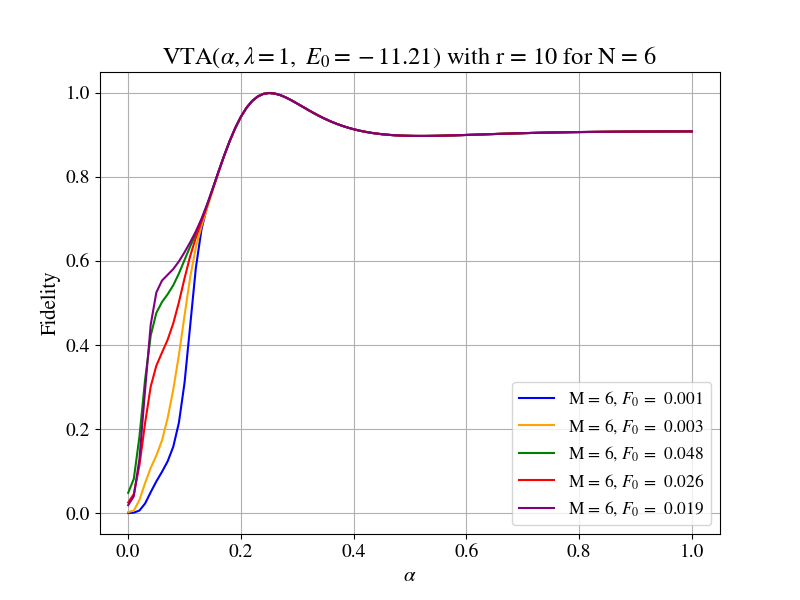 VTA(α, λ = 1, E₀ = −11.21) with r = 10 for N = 6
Fidelity
1.0
0.8
0.6
0.4
0.2
0.0
0.0 0.2 0.4 0.6 0.8 1.0
α
M = 6, F₀ = 0.001
M = 6, F₀ = 0.003
M = 6, F₀ = 0.048
M = 6, F₀ = 0.026
M = 6, F₀ = 0.019